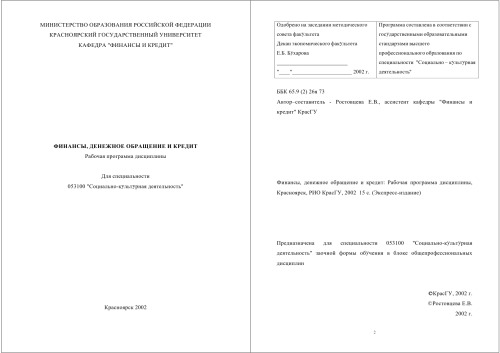 МИНИСТЕРСТВО ОБРАЗОВАНИЯ РОССИЙСКОЙ ФЕДЕРАЦИИ
КРАСНОЯРСКИЙ ГОСУДАРСТВЕННЫЙ УНИВЕРСИТЕТ
КАФЕДРА "ФИНАНСЫ И КРЕДИТ"
ФИНАНСЫ, ДЕНЕЖНОЕ ОБРАЩЕНИЕ И КРЕДИТ
Рабочая программа дисциплины
Для специальности
053100 "Социально-культурная деятельность"
Красноярск 2002
Одобрено на заседании методического
совета факультета
Декан экономического факультета
Е.Б. Бухарова
______________________
"____"____________________ 2002 г.
Программа составлена в соответствии с
государственными образовательными
стандартами высшего
профессионального образования по
специальности "Социально - культурная
деятельность"
ББК 65.9 (2) 26я 73
Автор-составитель - Ростовцева Е.В., ассистент кафедры "Финансы и
кредит" КрасГУ
Финансы, денежное обращение и кредит: Рабочая программа дисциплины,
Красноярск, РИО КрасГУ, 2002 15 с. (Экспресс-издание)
Предназначена для специальности 053100 "Социально-культурная
деятельность" заочной формы обучения в блоке общепрофессиональных
дисциплин
©КрасГУ, 2002 г.
©Ростовцева Е.В.
2002 г.
2